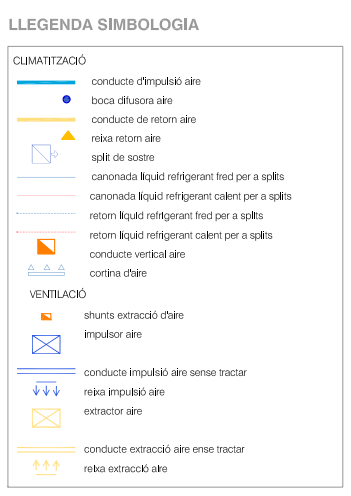 LLEGENDA SIMBOLOGIA
CLIMATITZACIÓ
conducte d'impulsió aire
boca difusora aire
conducte de retorn aire
reixa retorn aire
split de sostre
canonada líquid refrigerant fred per a splits
canonada líquid refrigerant calent per a splits
retorn líquid refrigerant fred per a splits
retorn líquid refrigerant calent per a splits
conducte vertical aire
cortina d'aire
VENTILACIÓ
shunts extracció d'aire
impulsor aire
conducte impulsió aire sense tractar
reixa impulsió aire
extractor aire
conducte extracció aire ense tractar
reixa extracció aire